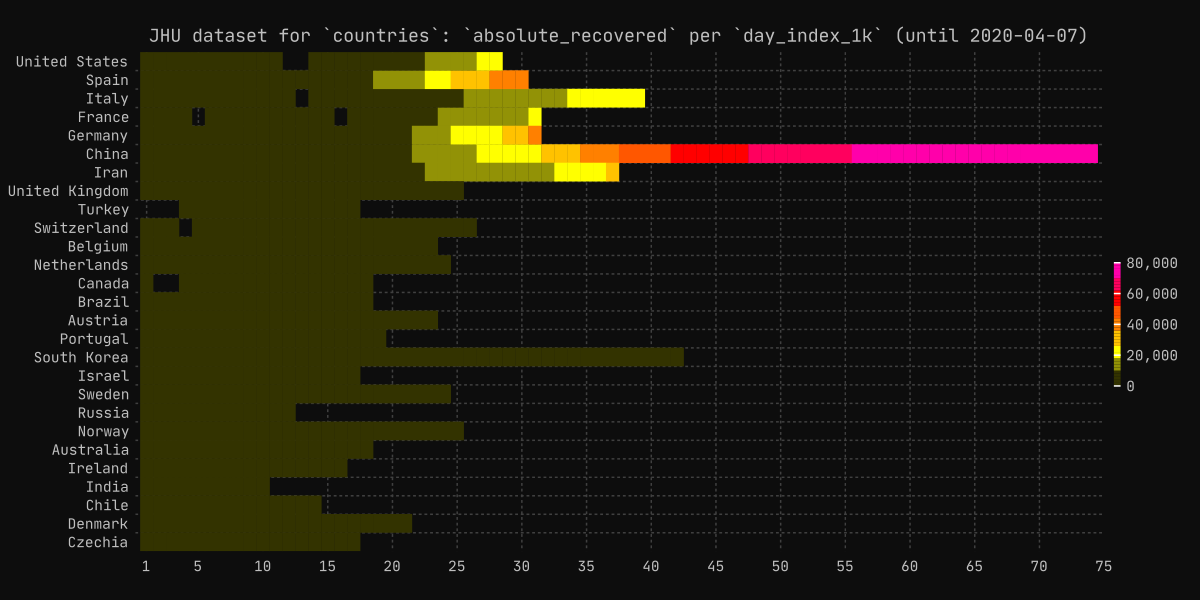 JHU dataset for `countries`: `absolute_recovered` per `day_index_1k` (until 2020-04-07)
United States
Spain
Italy
France
Germany
China
Iran
United Kingdom
Turkey
Switzerland
Belgium
Netherlands
Canada
Brazil
Austria
Portugal
South Korea
Israel
Sweden
Russia
Norway
Australia
Ireland
India
Chile
Denmark
Czechia
1 5 10 15 20 25 30 35 40 45 50 55 60 65 70 75
80,000
60,000
40,000
20,000
0